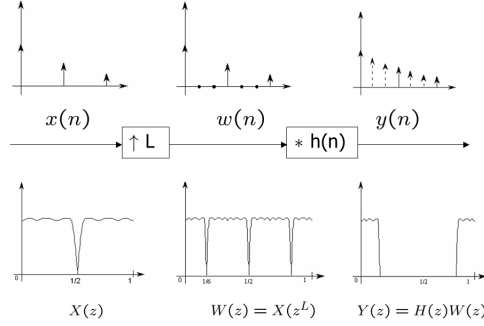 x(n) w(n) y(n)
↑ L * h(n)
0 1/2 1 0 1/6 1/2 1 0 1/2 1
X(z) W(z) = X(z^L) Y(z) = H(z)W(z)